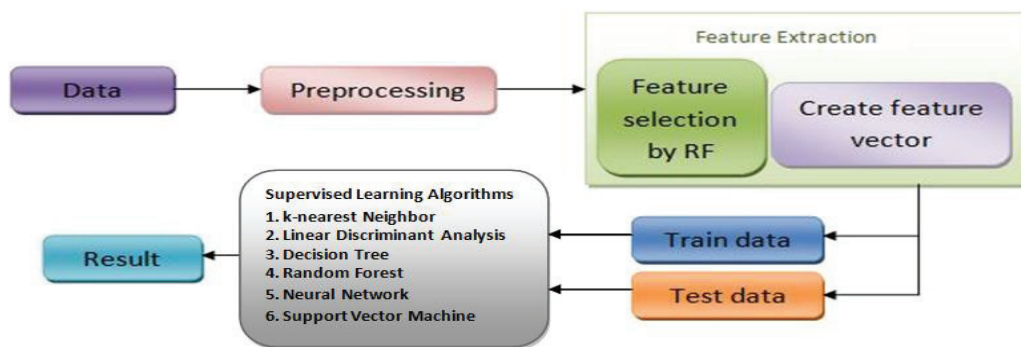 Feature Extraction
Data
Preprocessing
Feature
selection
by RF
Create feature
vector
Supervised Learning Algorithms
1. k-nearest Neighbor
2. Linear Discriminant Analysis
3. Decision Tree
4. Random Forest
5. Neural Network
6. Support Vector Machine
Train data
Test data
Result